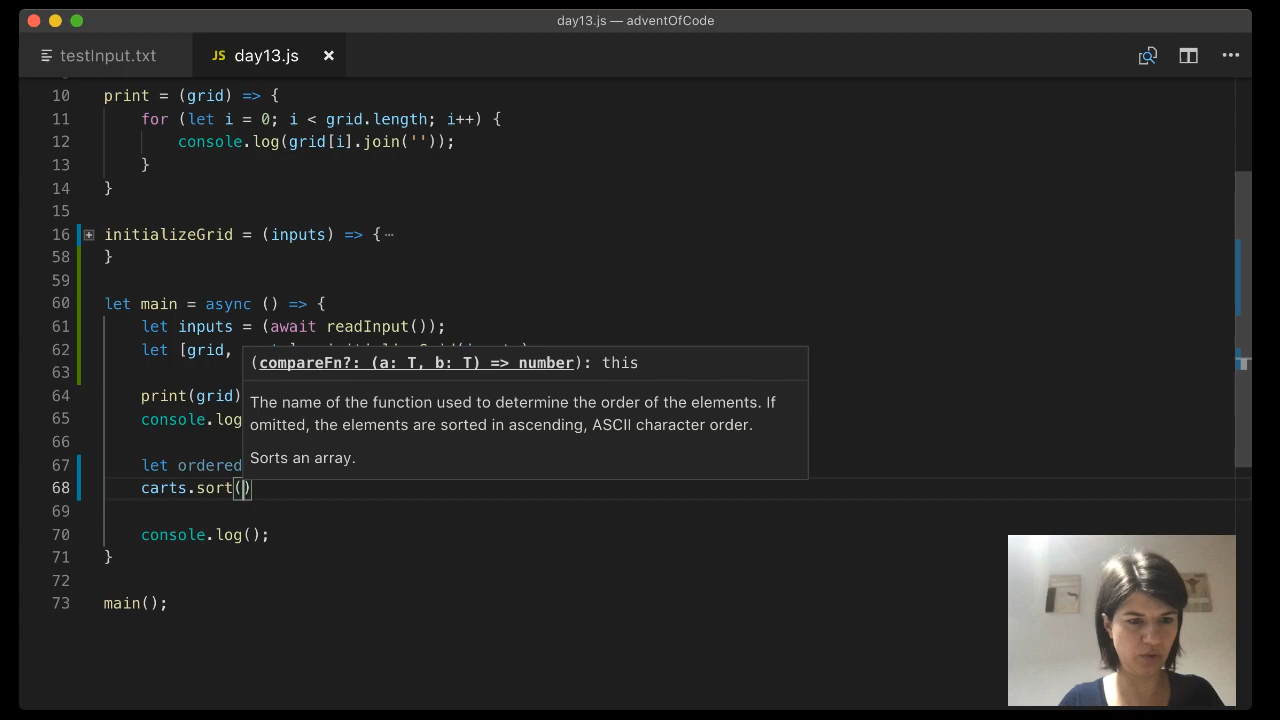 day13.js — adventOfCode
testInput.txt
JS day13.js ×
10 print = (grid) => {
11 for (let i = 0; i < grid.length; i++) {
12 console.log(grid[i].join(''));
13 }
14 }
15
16 initializeGrid = (inputs) => {⋯
58 }
59
60 let main = async () => {
61 let inputs = (await readInput());
62 let [grid,
(compareFn?: (a: T, b: T) => number): this
63
64 print(grid)
The name of the function used to determine the order of the elements. If
65 console.log
omitted, the elements are sorted in ascending, ASCII character order.
66
Sorts an array.
67 let ordered
68 carts.sort()
69
70 console.log();
71 }
72
73 main();